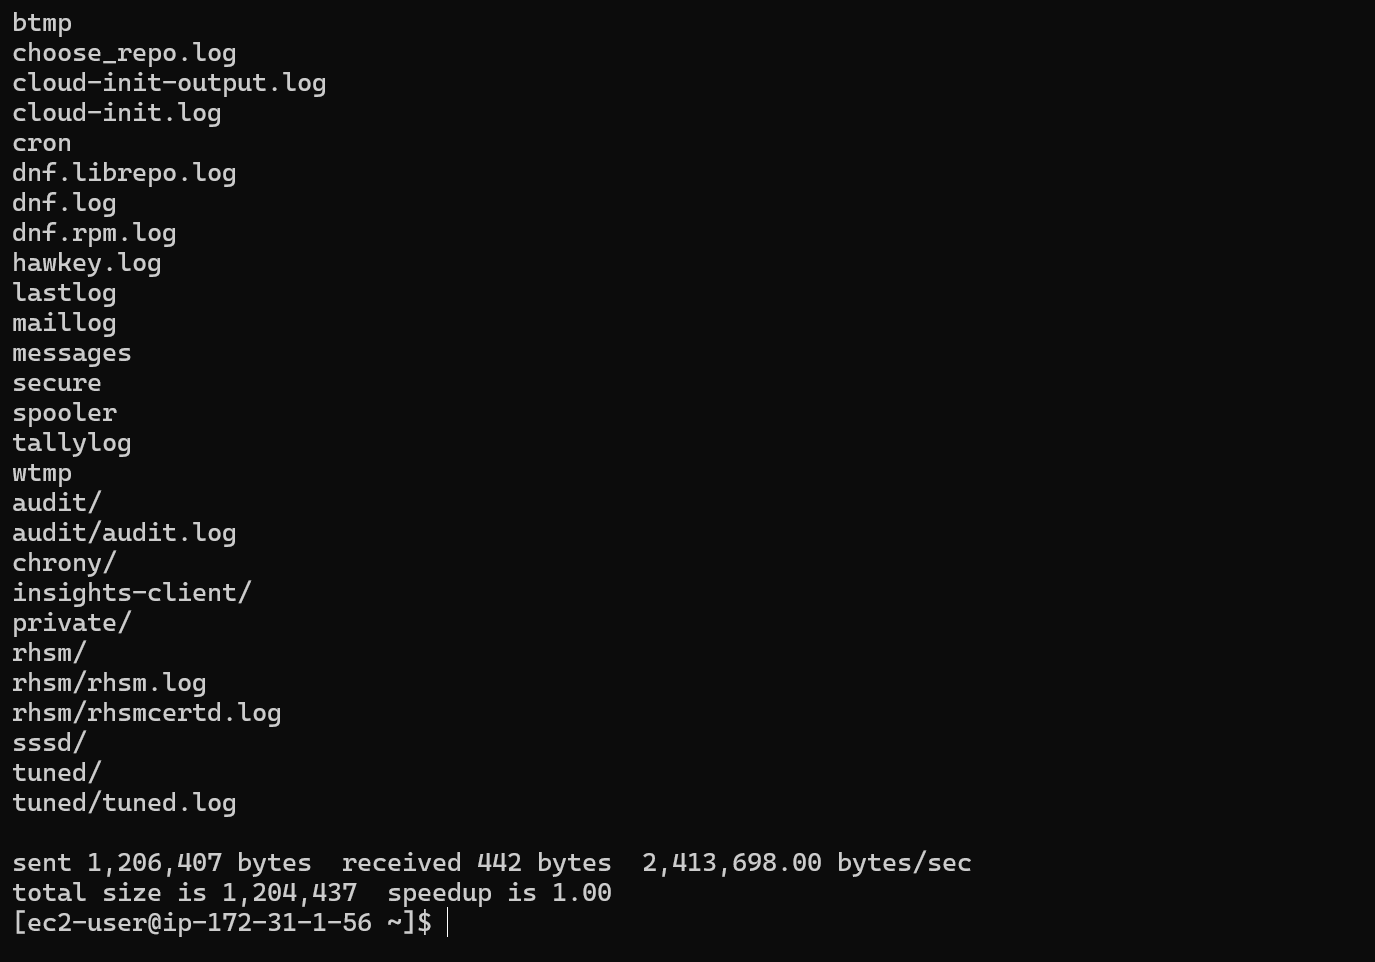 btmp
choose_repo.log
cloud-init-output.log
cloud-init.log
cron
dnf.librepo.log
dnf.log
dnf.rpm.log
hawkey.log
lastlog
maillog
messages
secure
spooler
tallylog
wtmp
audit/
audit/audit.log
chrony/
insights-client/
private/
rhsm/
rhsm/rhsm.log
rhsm/rhsmcertd.log
sssd/
tuned/
tuned/tuned.log

sent 1,206,407 bytes  received 442 bytes  2,413,698.00 bytes/sec
total size is 1,204,437  speedup is 1.00
[ec2-user@ip-172-31-1-56 ~]$